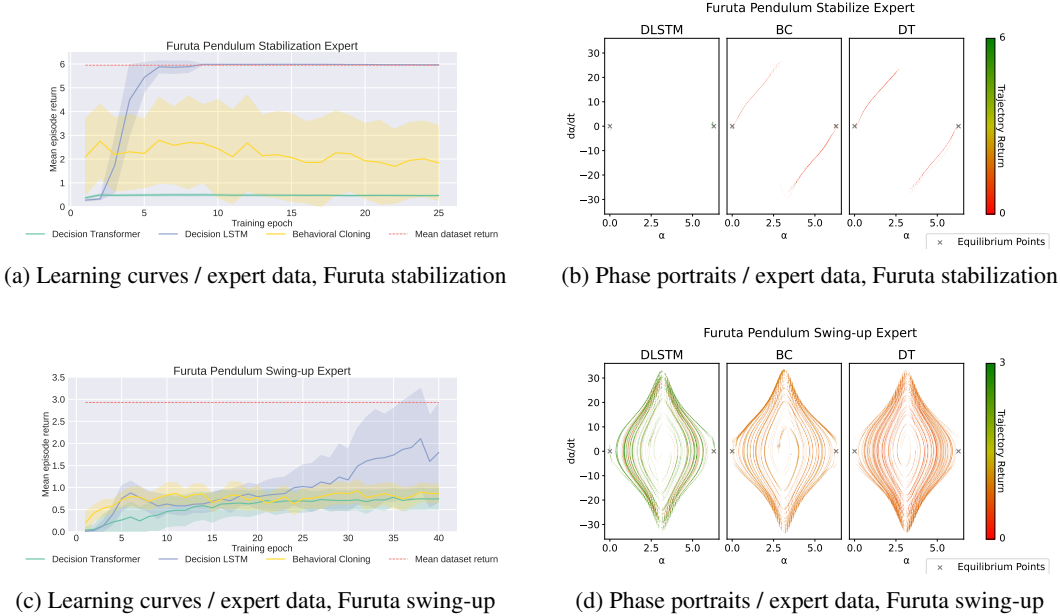 Furuta Pendulum Stabilization Expert
Mean episode return
6
5
4
3
2
1
0
0 5 10 15 20 25
Training epoch
Decision Transformer Decision LSTM Behavioral Cloning Mean dataset return
(a) Learning curves / expert data, Furuta stabilization
Furuta Pendulum Stabilize Expert
DLSTM BC DT
dα/dt
30
20
10
0
−10
−20
−30
0.0 2.5 5.0 0.0 2.5 5.0 0.0 2.5 5.0
α α α
6
Trajectory Return
0
× Equilibrium Points
(b) Phase portraits / expert data, Furuta stabilization
Furuta Pendulum Swing-up Expert
Mean episode return
3.5
3.0
2.5
2.0
1.5
1.0
0.5
0.0
0 5 10 15 20 25 30 35 40
Training epoch
Decision Transformer Decision LSTM Behavioral Cloning Mean dataset return
(c) Learning curves / expert data, Furuta swing-up
Furuta Pendulum Swing-up Expert
DLSTM BC DT
dα/dt
30
20
10
0
−10
−20
−30
0.0 2.5 5.0 0.0 2.5 5.0 0.0 2.5 5.0
α α α
3
Trajectory Return
0
× Equilibrium Points
(d) Phase portraits / expert data, Furuta swing-up